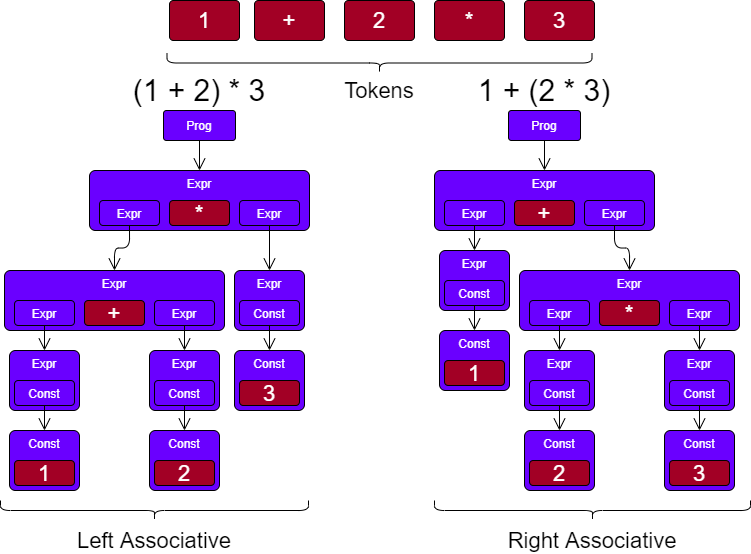 1 + 2 * 3
(1 + 2) * 3 Tokens 1 + (2 * 3)
Prog Prog
Expr Expr
Expr * Expr Expr + Expr
Expr Expr Expr Expr
Expr + Expr Const Const Expr * Expr
Expr Expr Const Const Expr Expr
Const Const 3 1 Const Const
Const Const Const Const
1 2 2 3
Left Associative Right Associative